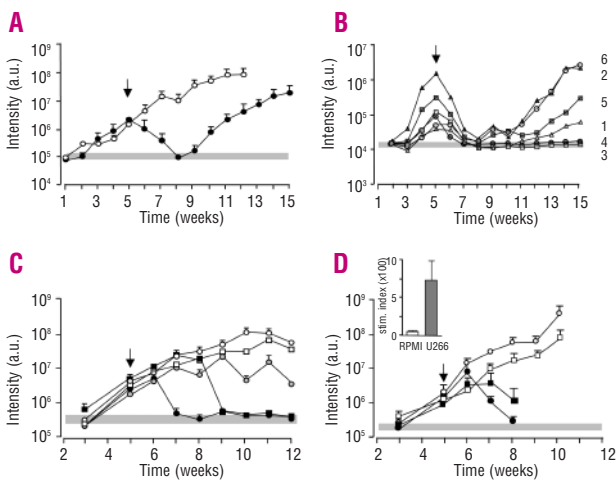 A
Intensity (a.u.)
10⁹
10⁸
10⁷
10⁶
10⁵
10⁴
1 3 5 7 9 11 13 15
Time (weeks)
B
Intensity (a.u.)
10⁷
10⁶
10⁵
10⁴
10³
1 3 5 7 9 11 13 15
Time (weeks)
6
2
5
1
4
3
C
Intensity (a.u.)
10⁹
10⁸
10⁷
10⁶
10⁵
2 4 6 8 10 12
Time (weeks)
D
stim. index (x100)
10
5
0
RPMI U266
Intensity (a.u.)
10⁹
10⁸
10⁷
10⁶
10⁵
2 4 6 8 10 12
Time (weeks)